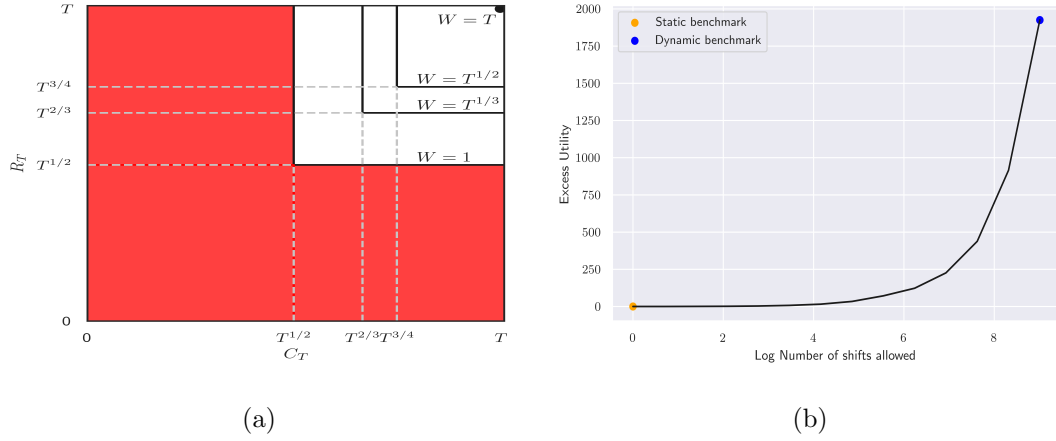 T
W = T
T^{3/4}
W = T^{1/2}
T^{2/3}
W = T^{1/3}
R_T
T^{1/2}
W = 1
0
0
T^{1/2}
T^{2/3}
T^{3/4}
T
C_T
(a)
Static benchmark
Dynamic benchmark
2000
1750
1500
1250
1000
750
500
250
0
Excess Utility
0
2
4
6
8
Log Number of shifts allowed
(b)